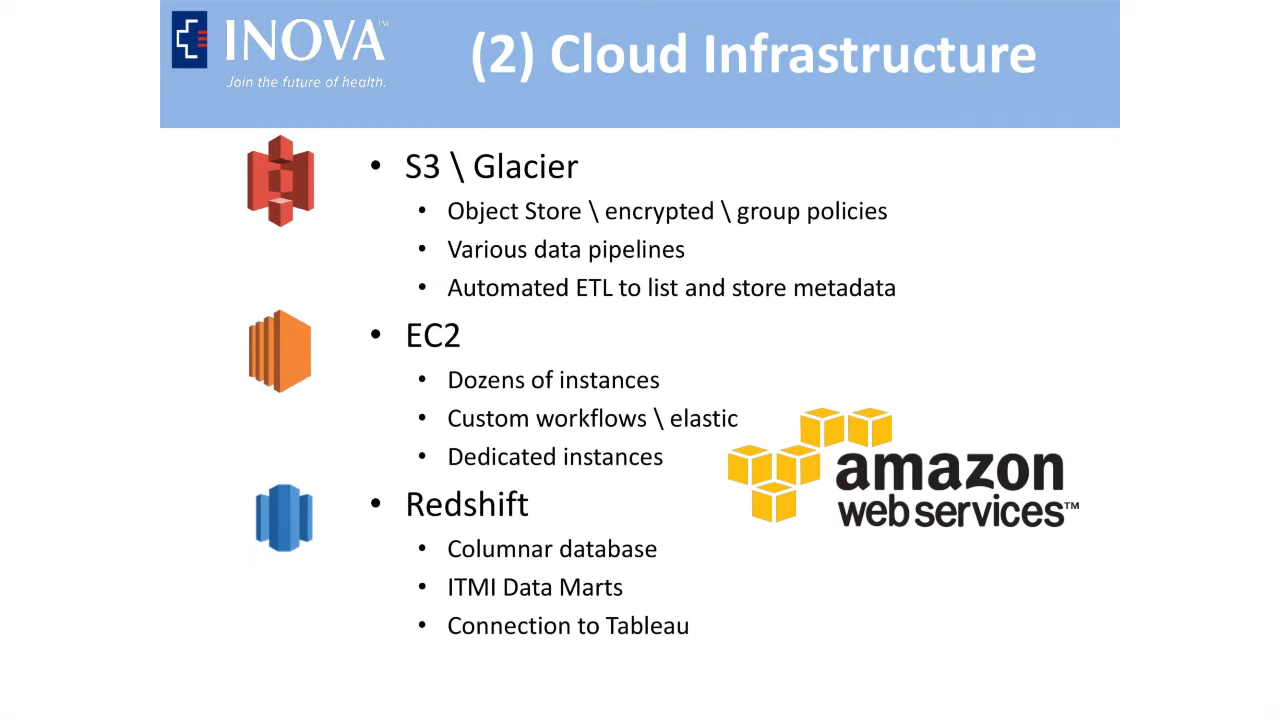 INOVA™
Join the future of health.
(2) Cloud Infrastructure
• S3 \ Glacier
• Object Store \ encrypted \ group policies
• Various data pipelines
• Automated ETL to list and store metadata
• EC2
• Dozens of instances
• Custom workflows \ elastic
• Dedicated instances
• Redshift
• Columnar database
• ITMI Data Marts
• Connection to Tableau
amazon
web services™